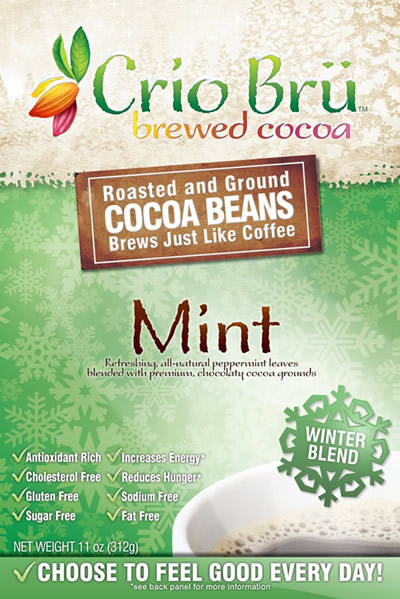 Crio Brü™
brewed cocoa
Roasted and Ground
COCOA BEANS
Brews Just Like Coffee
Mint
Refreshing, all-natural peppermint leaves
blended with premium, chocolaty cocoa grounds
WINTER
BLEND
✓Antioxidant Rich ✓Increases Energy*
✓Cholesterol Free ✓Reduces Hunger*
✓Gluten Free ✓Sodium Free
✓Sugar Free ✓Fat Free
NET WEIGHT 11 oz (312g)
✓CHOOSE TO FEEL GOOD EVERY DAY!
*see back panel for more information